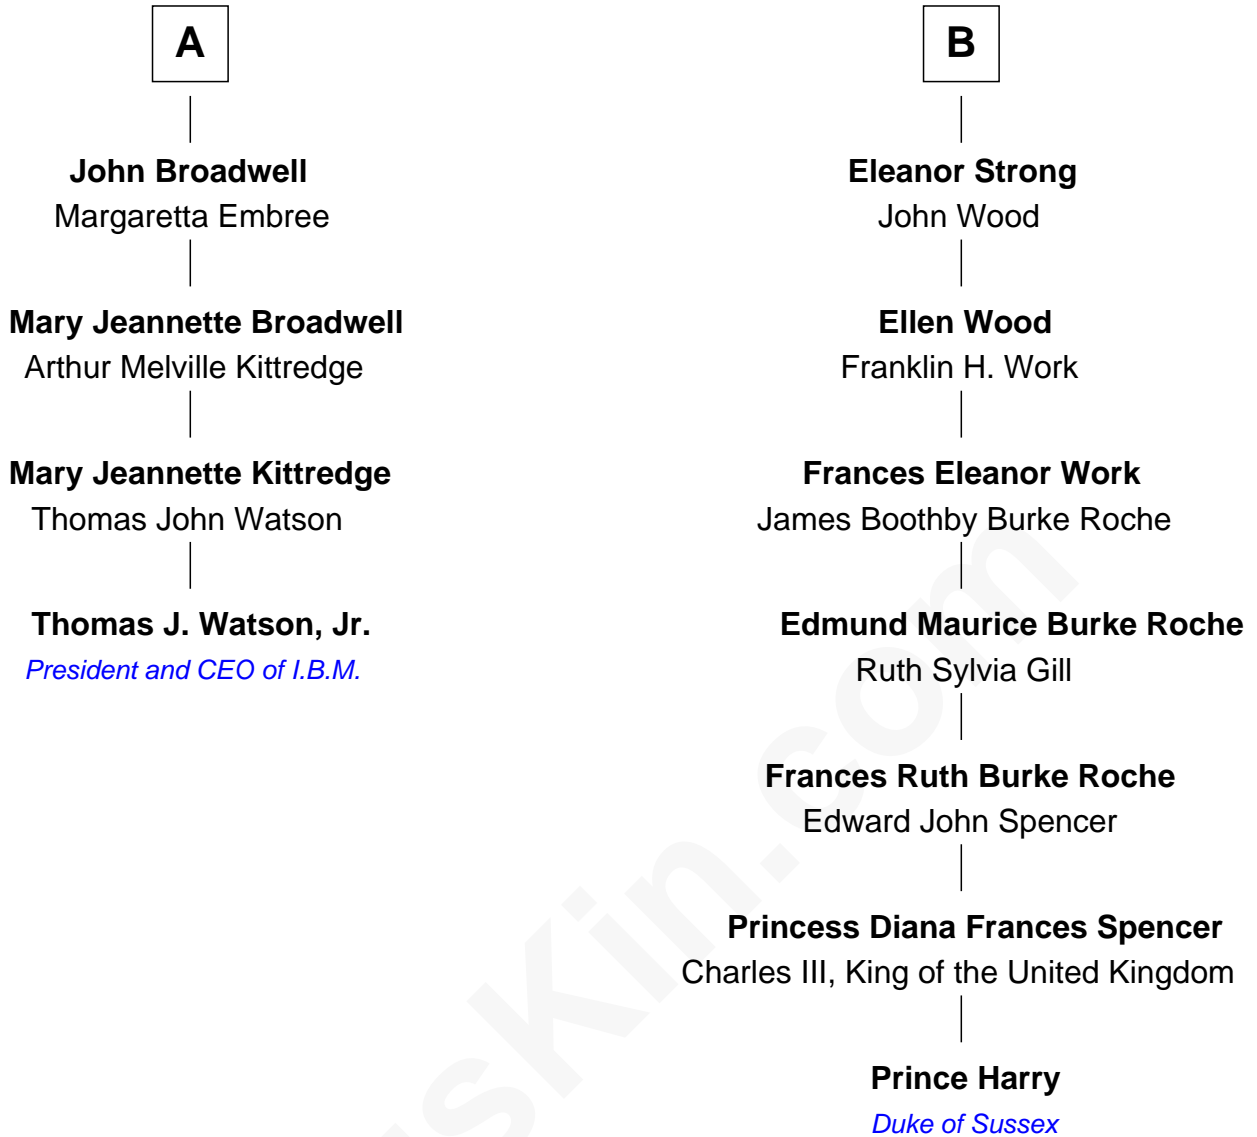 A
John Broadwell
Margaretta Embree
Mary Jeannette Broadwell
Arthur Melville Kittredge
Mary Jeannette Kittredge
Thomas John Watson
Thomas J. Watson, Jr.
President and CEO of I.B.M.
B
Eleanor Strong
John Wood
Ellen Wood
Franklin H. Work
Frances Eleanor Work
James Boothby Burke Roche
Edmund Maurice Burke Roche
Ruth Sylvia Gill
Frances Ruth Burke Roche
Edward John Spencer
Princess Diana Frances Spencer
Charles III, King of the United Kingdom
Prince Harry
Duke of Sussex